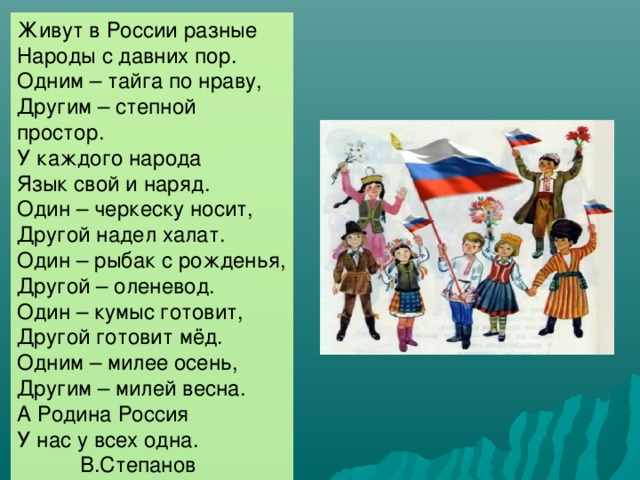 Живут в России разные
Народы с давних пор.
Одним – тайга по нраву,
Другим – степной
простор.
У каждого народа
Язык свой и наряд.
Один – черкеску носит,
Другой надел халат.
Один – рыбак с рожденья,
Другой – оленевод.
Один – кумыс готовит,
Другой готовит мёд.
Одним – милее осень,
Другим – милей весна.
А Родина Россия
У нас у всех одна.
В.Степанов